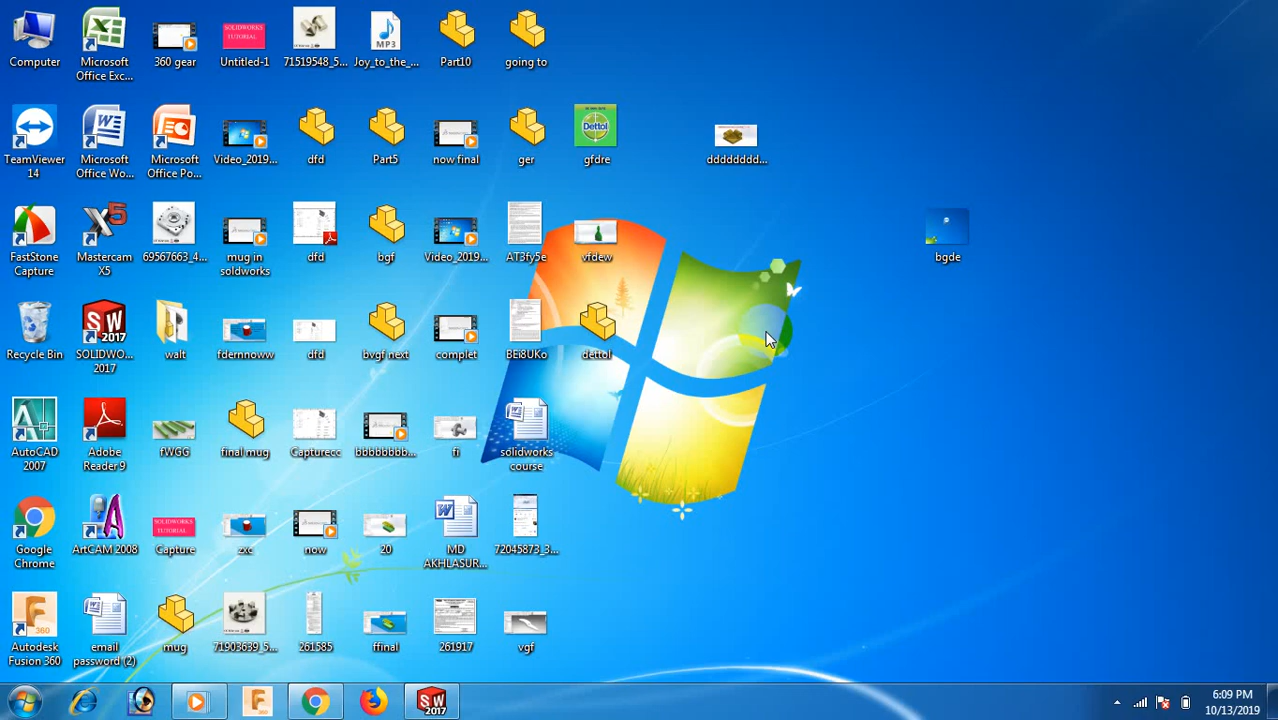 Computer
Microsoft Office Exc...
360 gear
Untitled-1
71519548_5...
Joy_to_the_...
Part10
going to
TeamViewer 14
Microsoft Office Wo...
Microsoft Office Po...
Video_2019...
dfd
Part5
now final
ger
gfdre
dddddddd...
FastStone Capture
Mastercam X5
69567663_4...
mug in soldworks
dfd
bgf
Video_2019...
AT3fy5e
vfdew
bgde
Recycle Bin
SOLIDWO... 2017
walt
fdernnoww
dfd
bvgf next
complet
BEi8UKo
dettol
AutoCAD 2007
Adobe Reader 9
fWGG
final mug
Capturecc
bbbbbbbb...
fi
solidworks course
Google Chrome
ArtCAM 2008
Capture
zxc
now
20
MD AKHLASUR...
72045873_3...
Autodesk Fusion 360
email password (2)
mug
71903639_5...
261585
ffinal
261917
vgf
SOLIDWORKS TUTORIAL
MP3
Dettol
SOLIDWORKS TUTORIAL
6:09 PM
10/13/2019